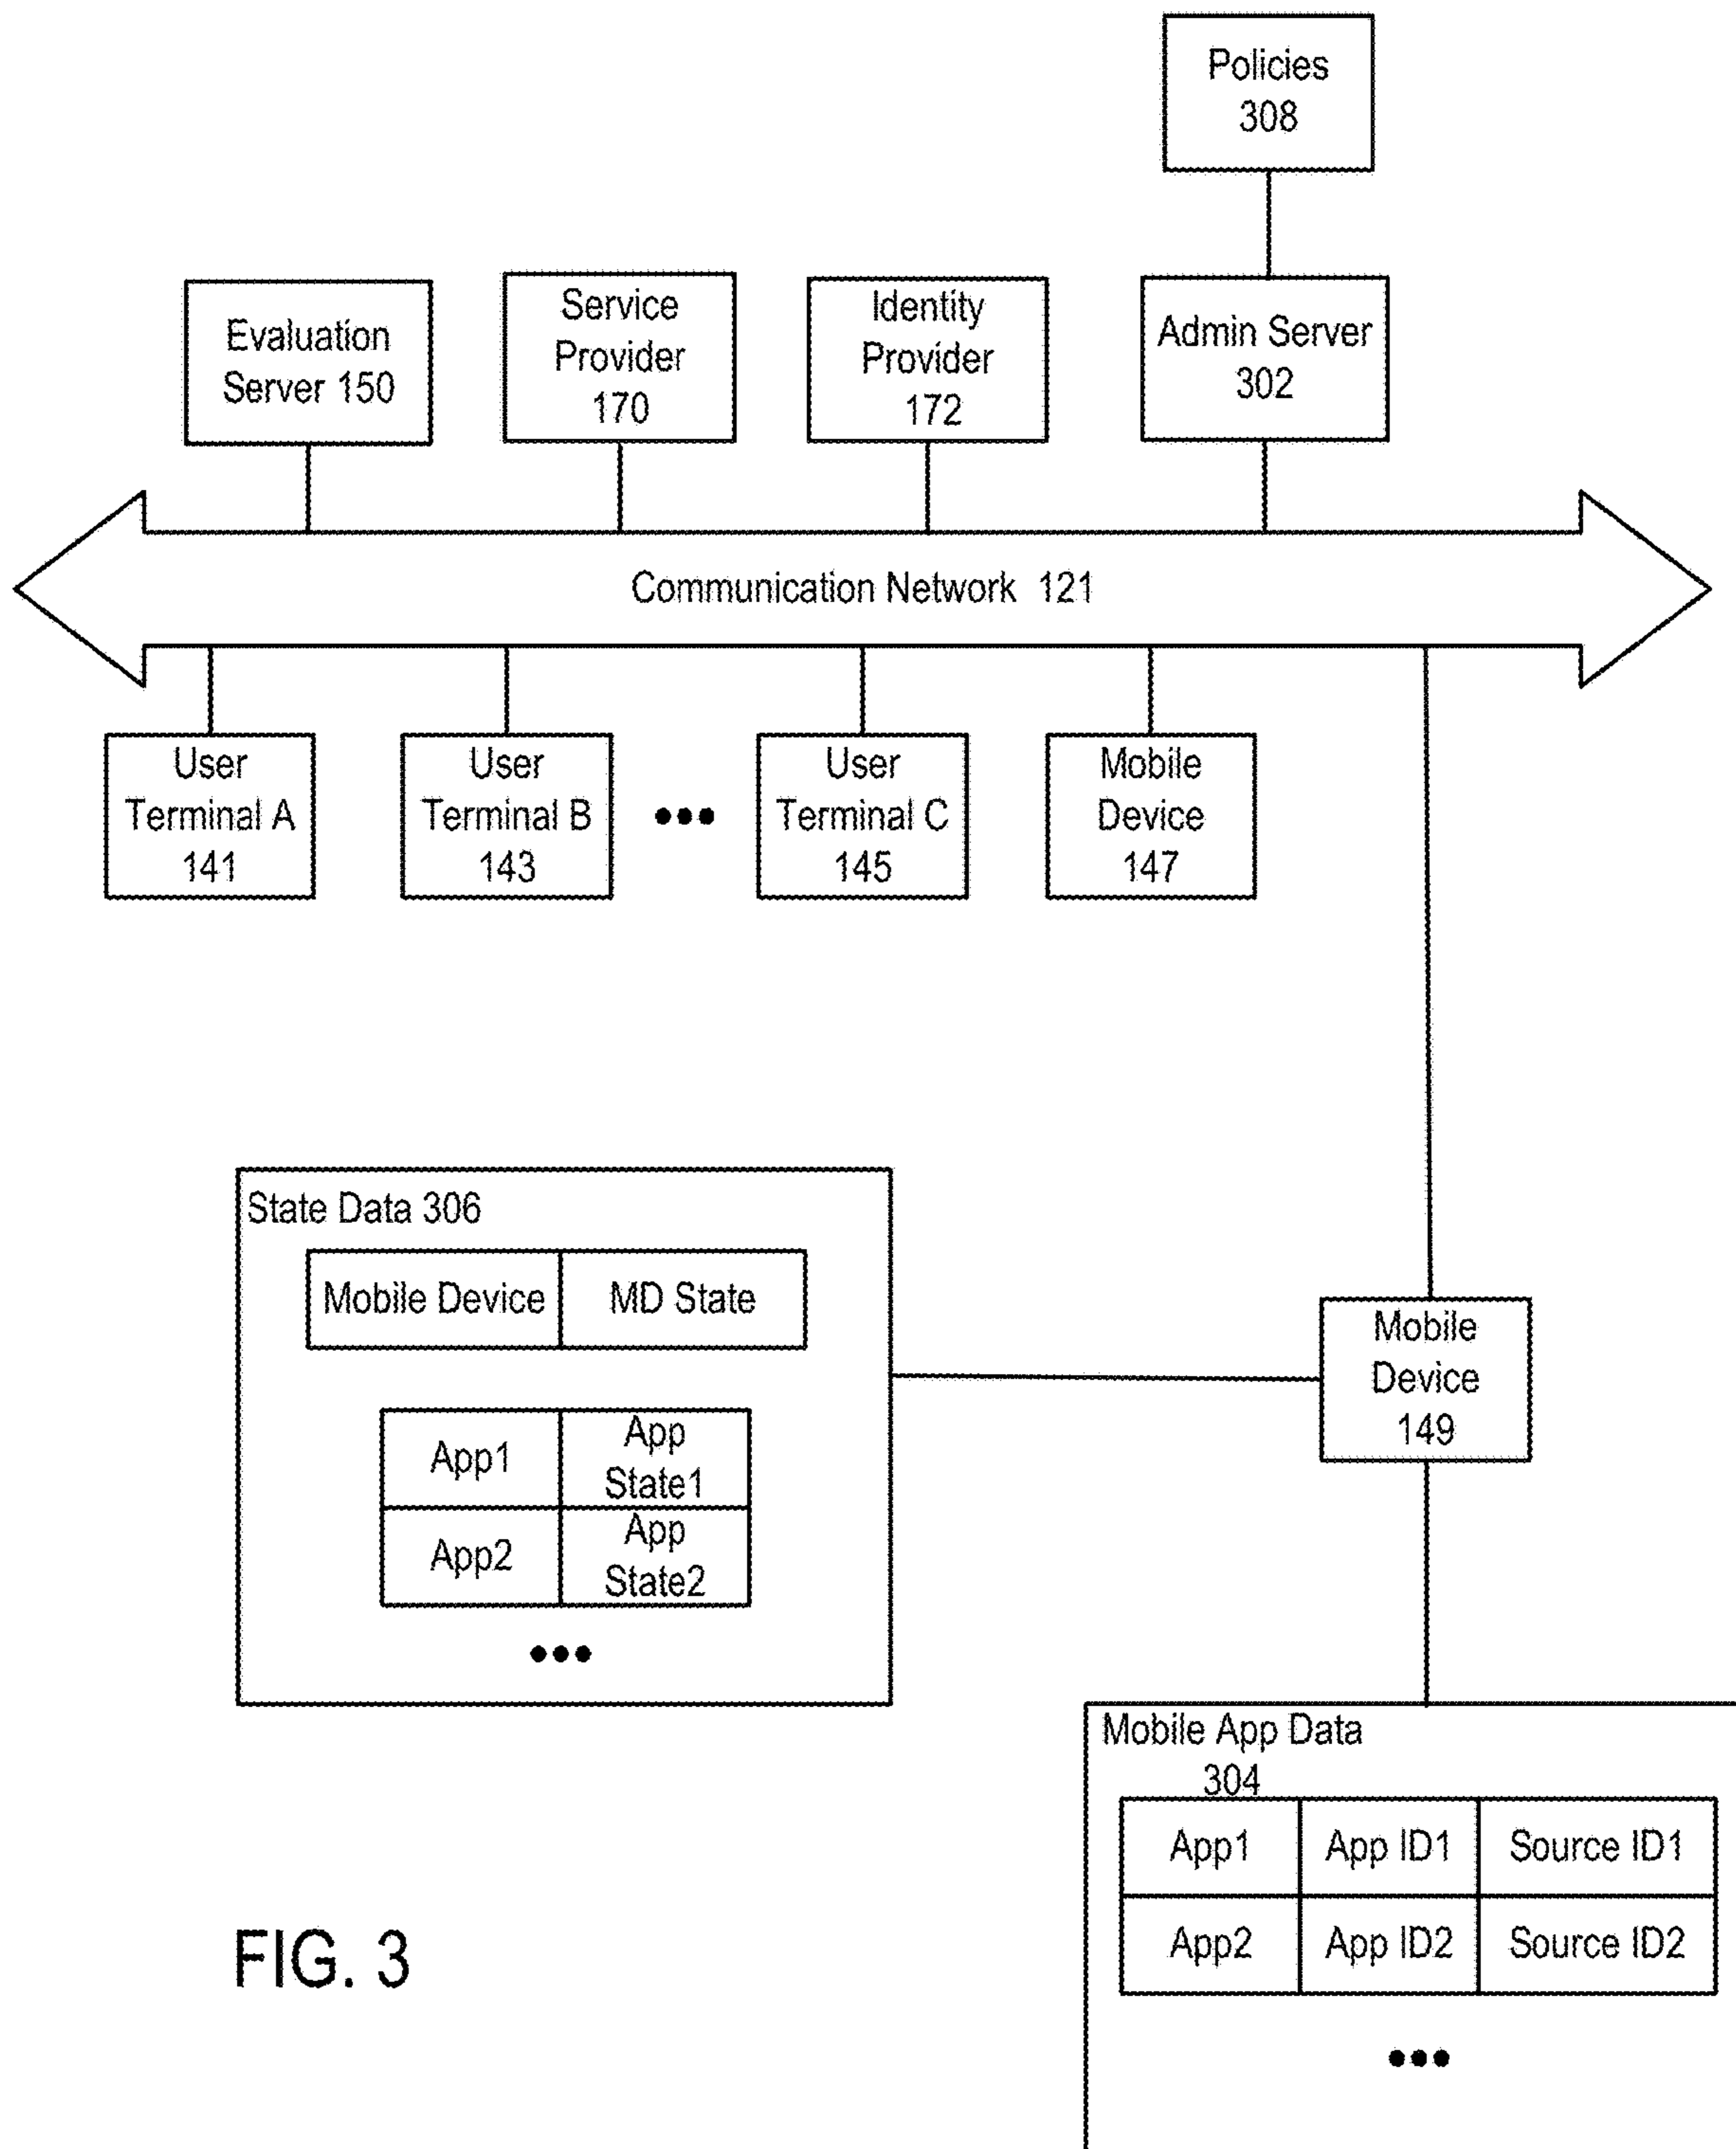 Policies
308
Evaluation
Server 150
Service
Provider
170
Identity
Provider
172
Admin Server
302
Communication Network 121
User
Terminal A
141
User
Terminal B
143
•••
User
Terminal C
145
Mobile
Device
147
State Data 306
Mobile Device
MD State
App1
App
State1
App2
App
State2
•••
Mobile
Device
149
Mobile App Data
304
App1
App ID1
Source ID1
App2
App ID2
Source ID2
•••
FIG. 3